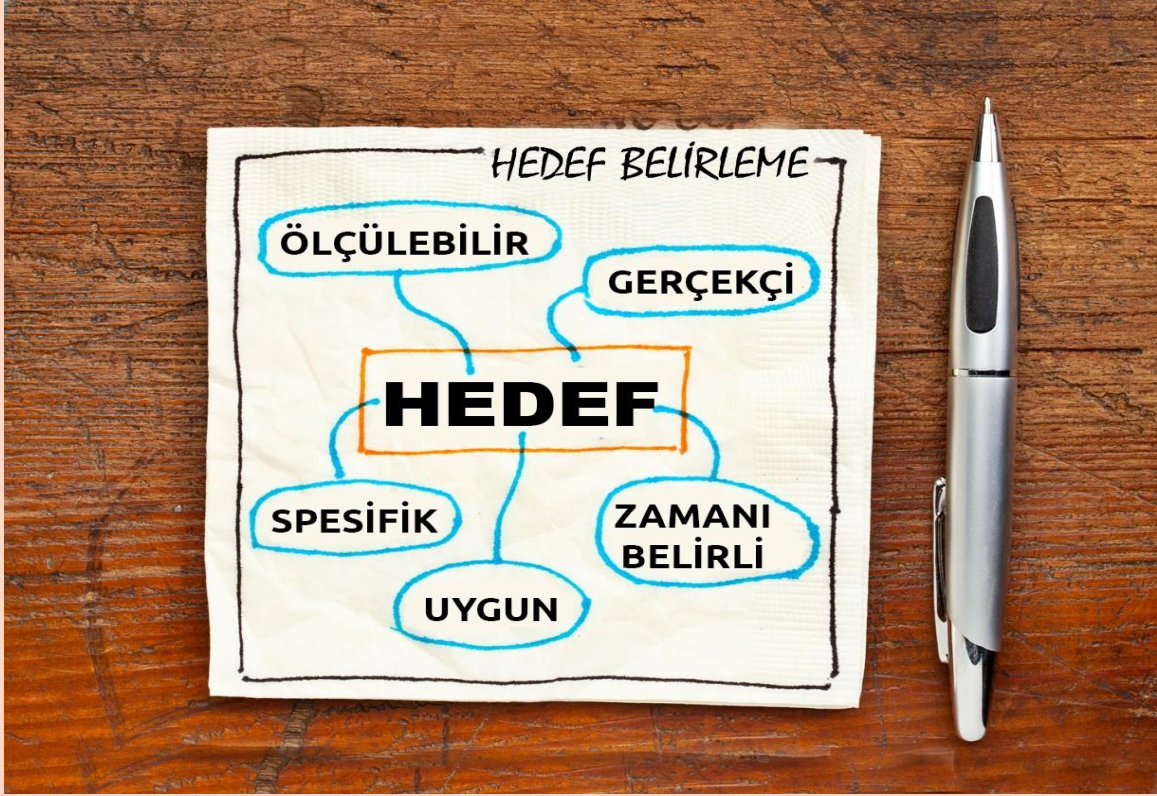 HEDEF BELİRLEME
ÖLÇÜLEBİLİR
GERÇEKÇİ
HEDEF
SPESİFİK
ZAMANI
BELİRLİ
UYGUN